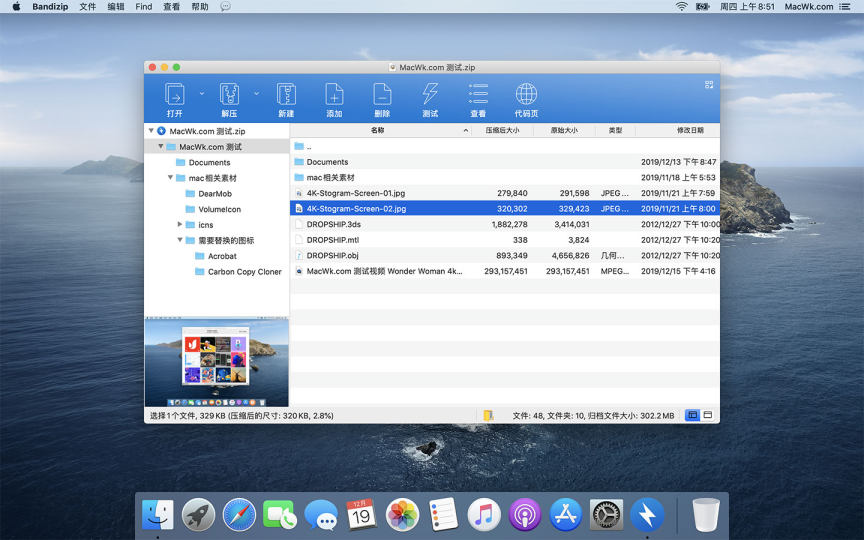 Bandizip 文件 编辑 Find 查看 帮助 周四 上午8:51 MacWk.com
MacWk.com 测试.zip
打开 解压 新建 添加 删除 测试 查看 代码页
MacWk.com 测试.zip 名称 压缩后大小 原始大小 类型 修改日期
MacWk.com 测试 ..
Documents Documents 2019/12/13 下午8:47
mac相关素材 mac相关素材 2019/11/18 上午5:53
DearMob 4K-Stogram-Screen-01.jpg 279,840 291,598 JPEG... 2019/11/21 上午7:59
VolumeIcon 4K-Stogram-Screen-02.jpg 320,302 329,423 JPEG... 2019/11/21 上午8:00
icns DROPSHIP.3ds 1,882,278 3,414,031 2012/12/27 下午10:00
需要替换的图标 DROPSHIP.mtl 338 3,824 2012/12/27 下午10:20
Acrobat DROPSHIP.obj 893,349 4,656,826 几何... 2012/12/27 下午10:20
Carbon Copy Cloner MacWk.com 测试视频 Wonder Woman 4k... 293,157,451 293,157,451 MPEG... 2019/12/15 下午4:16
选择1个文件, 329 KB (压缩后的尺寸: 320 KB, 2.8%) 文件: 48, 文件夹: 10, 归档文件大小: 302.2 MB
12月
19